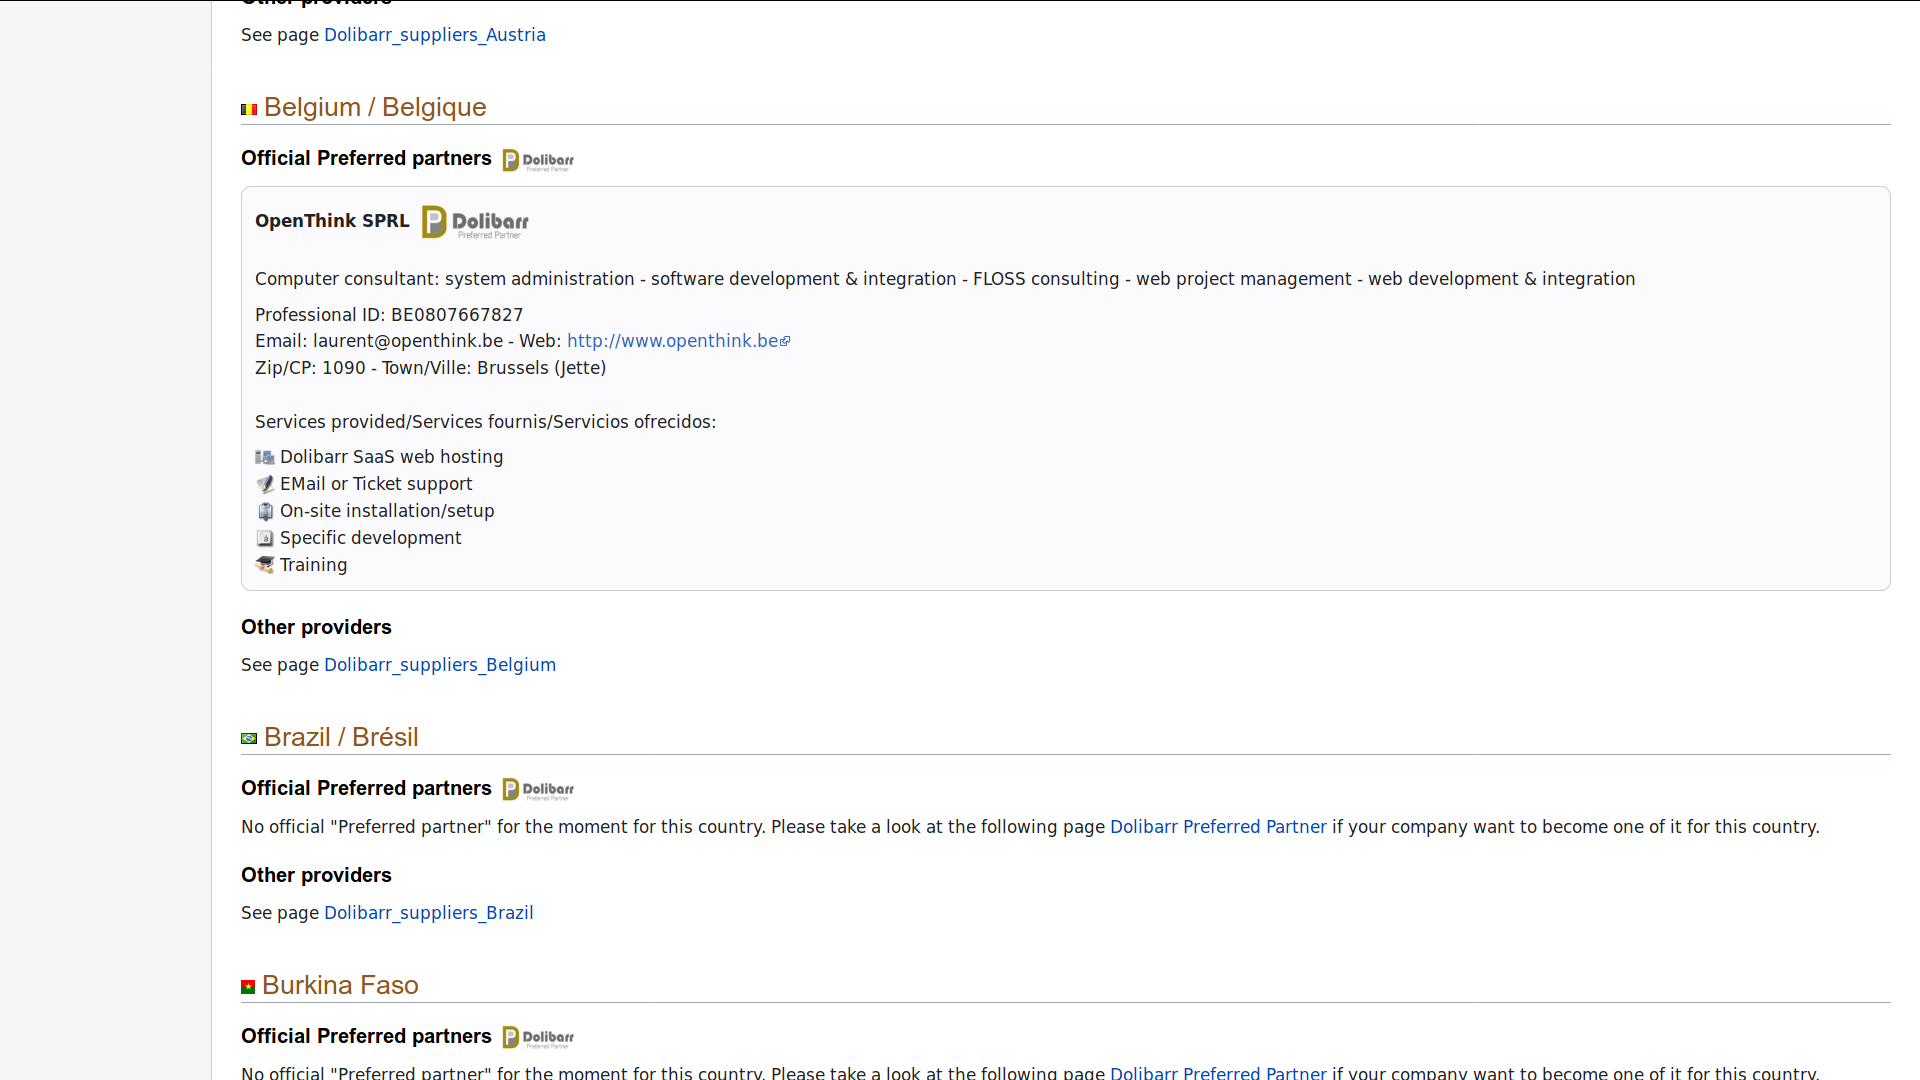 Other providers
See page Dolibarr_suppliers_Austria
Belgium / Belgique
Official Preferred partners Dolibarr Preferred Partner
OpenThink SPRL Dolibarr Preferred Partner
Computer consultant: system administration - software development & integration - FLOSS consulting - web project management - web development & integration
Professional ID: BE0807667827
Email: laurent@openthink.be - Web: http://www.openthink.be
Zip/CP: 1090 - Town/Ville: Brussels (Jette)
Services provided/Services fournis/Servicios ofrecidos:
Dolibarr SaaS web hosting
EMail or Ticket support
On-site installation/setup
Specific development
Training
Other providers
See page Dolibarr_suppliers_Belgium
Brazil / Brésil
Official Preferred partners Dolibarr Preferred Partner
No official "Preferred partner" for the moment for this country. Please take a look at the following page Dolibarr Preferred Partner if your company want to become one of it for this country.
Other providers
See page Dolibarr_suppliers_Brazil
Burkina Faso
Official Preferred partners Dolibarr Preferred Partner
No official "Preferred partner" for the moment for this country. Please take a look at the following page Dolibarr Preferred Partner if your company want to become one of it for this country.